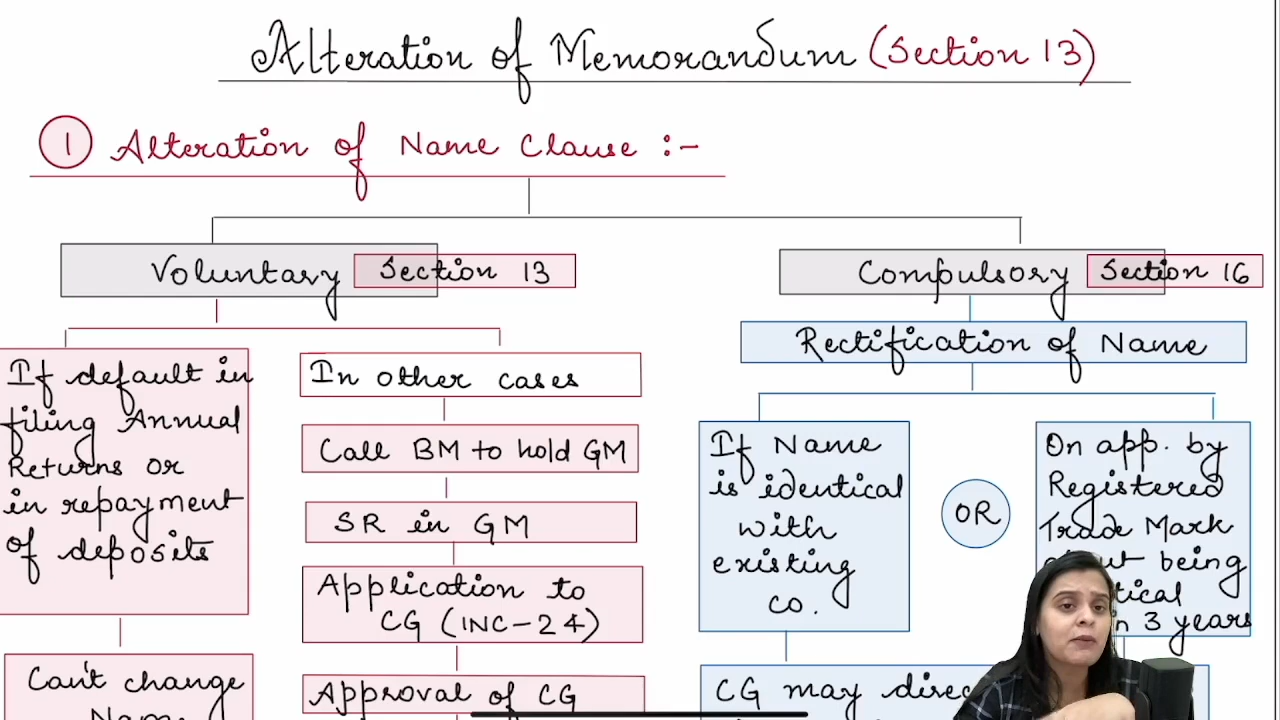 Alteration of Memorandum (Section 13)
1 Alteration of Name Clause :-
Voluntary Section 13
If default in
filing Annual
Returns or
in repayment
of deposits
Can't change
Name
In other cases
Call BM to hold GM
SR in GM
Application to
CG (INC-24)
Approval of CG
Compulsory Section 16
Rectification of Name
If Name
is identical
with
existing
co.
OR
On app. by
Registered
Trade Mark
being
3 years
CG may